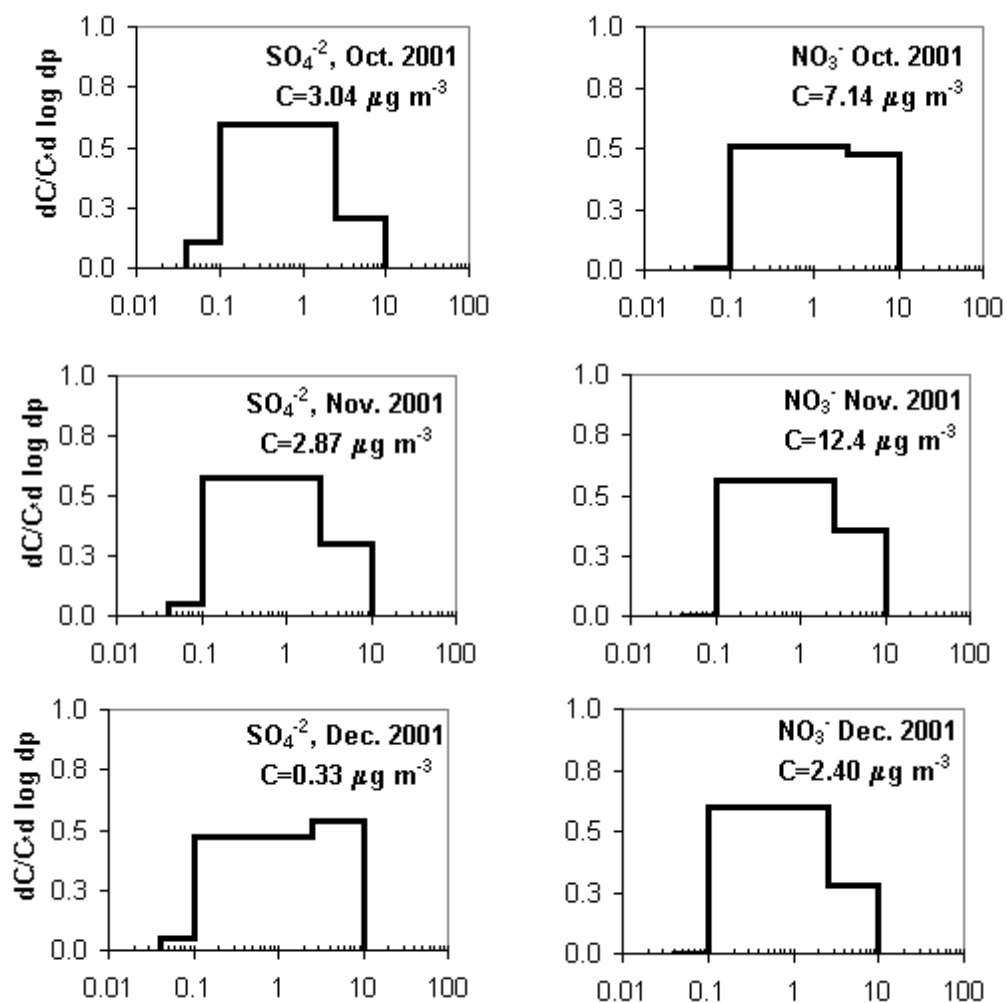 dC/C*d log dp
1.0
0.8
0.5
0.3
0.0
SO₄⁻², Oct. 2001
C=3.04 µg m⁻³
0.01 0.1 1 10 100
1.0
0.8
0.5
0.3
0.0
NO₃⁻ Oct. 2001
C=7.14 µg m⁻³
0.01 0.1 1 10 100
dC/C*d log dp
1.0
0.8
0.5
0.3
0.0
SO₄⁻², Nov. 2001
C=2.87 µg m⁻³
0.01 0.1 1 10 100
1.0
0.8
0.5
0.3
0.0
NO₃⁻ Nov. 2001
C=12.4 µg m⁻³
0.01 0.1 1 10 100
dC/C*d log dp
1.0
0.8
0.5
0.3
0.0
SO₄⁻², Dec. 2001
C=0.33 µg m⁻³
0.01 0.1 1 10 100
1.0
0.8
0.5
0.3
0.0
NO₃⁻ Dec. 2001
C=2.40 µg m⁻³
0.01 0.1 1 10 100